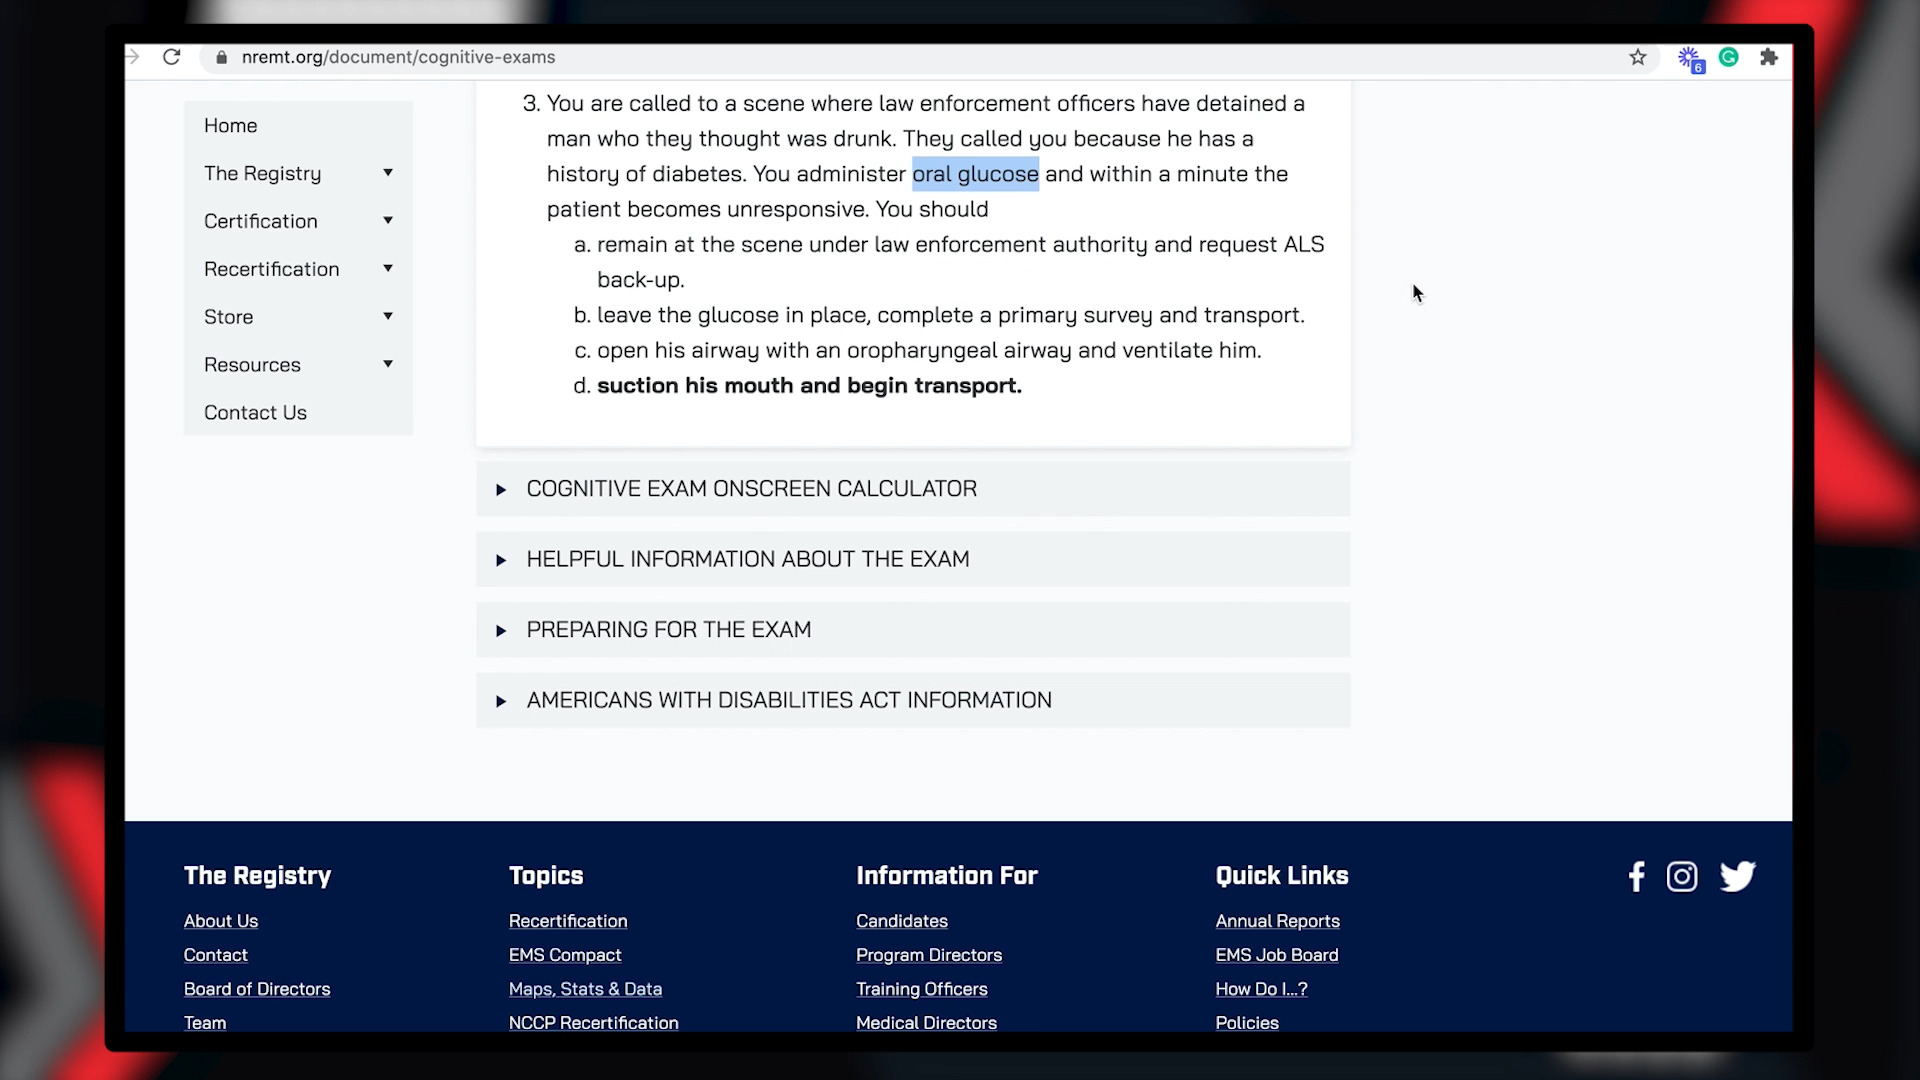 nremt.org/document/cognitive-exams
6
Home
The Registry
Certification
Recertification
Store
Resources
Contact Us
3. You are called to a scene where law enforcement officers have detained a
man who they thought was drunk. They called you because he has a
history of diabetes. You administer oral glucose and within a minute the
patient becomes unresponsive. You should
a. remain at the scene under law enforcement authority and request ALS
back-up.
b. leave the glucose in place, complete a primary survey and transport.
c. open his airway with an oropharyngeal airway and ventilate him.
d. suction his mouth and begin transport.
COGNITIVE EXAM ONSCREEN CALCULATOR
HELPFUL INFORMATION ABOUT THE EXAM
PREPARING FOR THE EXAM
AMERICANS WITH DISABILITIES ACT INFORMATION
The Registry
About Us
Contact
Board of Directors
Team
Topics
Recertification
EMS Compact
Maps, Stats & Data
NCCP Recertification
Information For
Candidates
Program Directors
Training Officers
Medical Directors
Quick Links
Annual Reports
EMS Job Board
How Do I...?
Policies